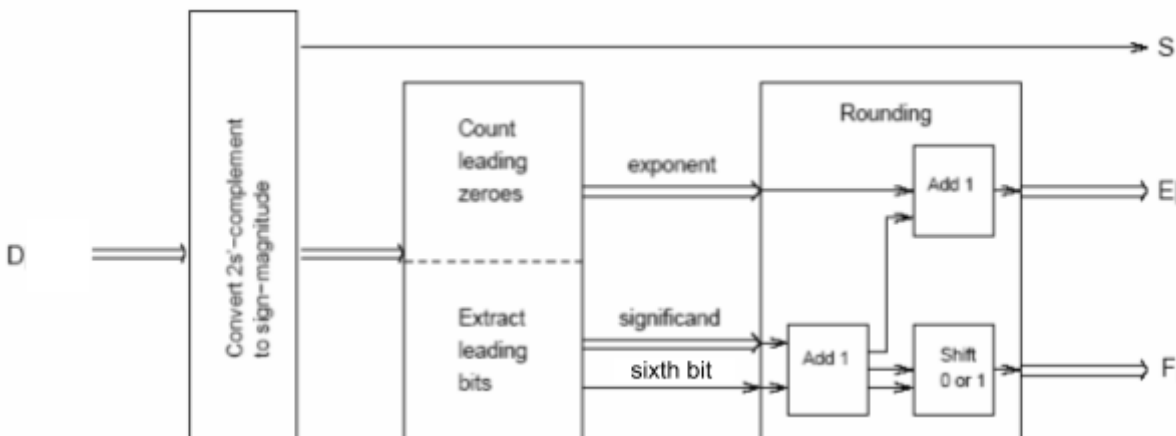 S
Rounding
Count
leading
zeroes
exponent
Add 1
E
Convert 2s'-complement
to sign-magnitude
D
Extract
leading
bits
significand
sixth bit
Add 1
Shift
0 or 1
F